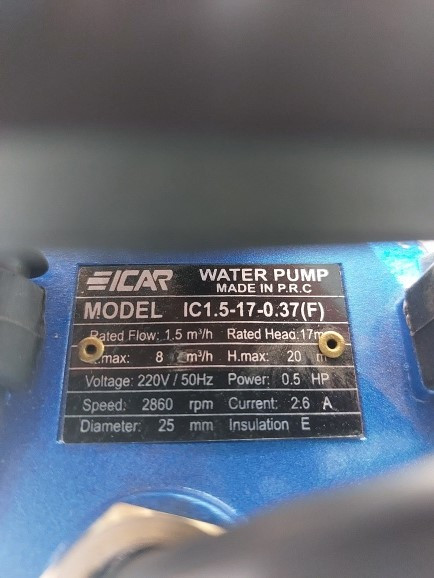 EICAR WATER PUMP
MADE IN P.R.C
MODEL IC1.5-17-0.37(F)
Rated Flow: 1.5 m³/h Rated Head:17m
max: 8 m³/h H.max: 20 m
Voltage: 220V / 50Hz Power: 0.5 HP
Speed: 2860 rpm Current: 2.6 A
Diameter: 25 mm Insulation E